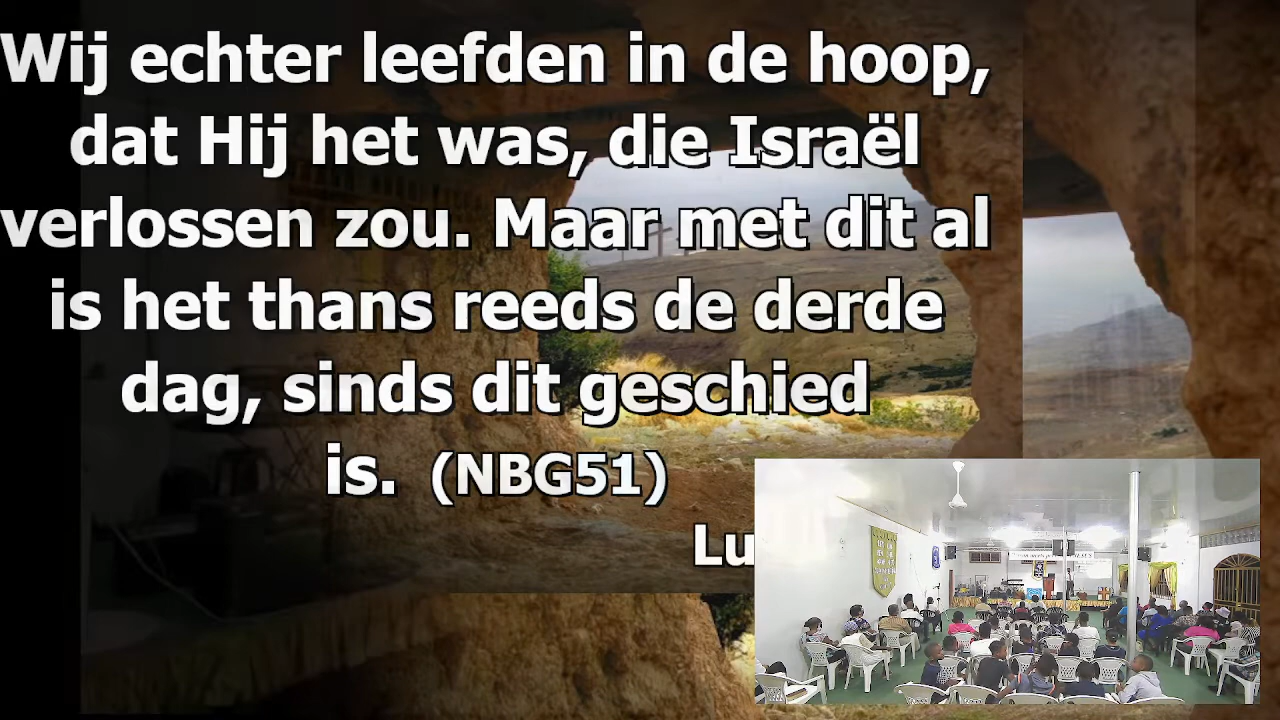 Wij echter leefden in de hoop,
dat Hij het was, die Israël
verlossen zou. Maar met dit al
is het thans reeds de derde
dag, sinds dit geschied
is. (NBG51)
Lu